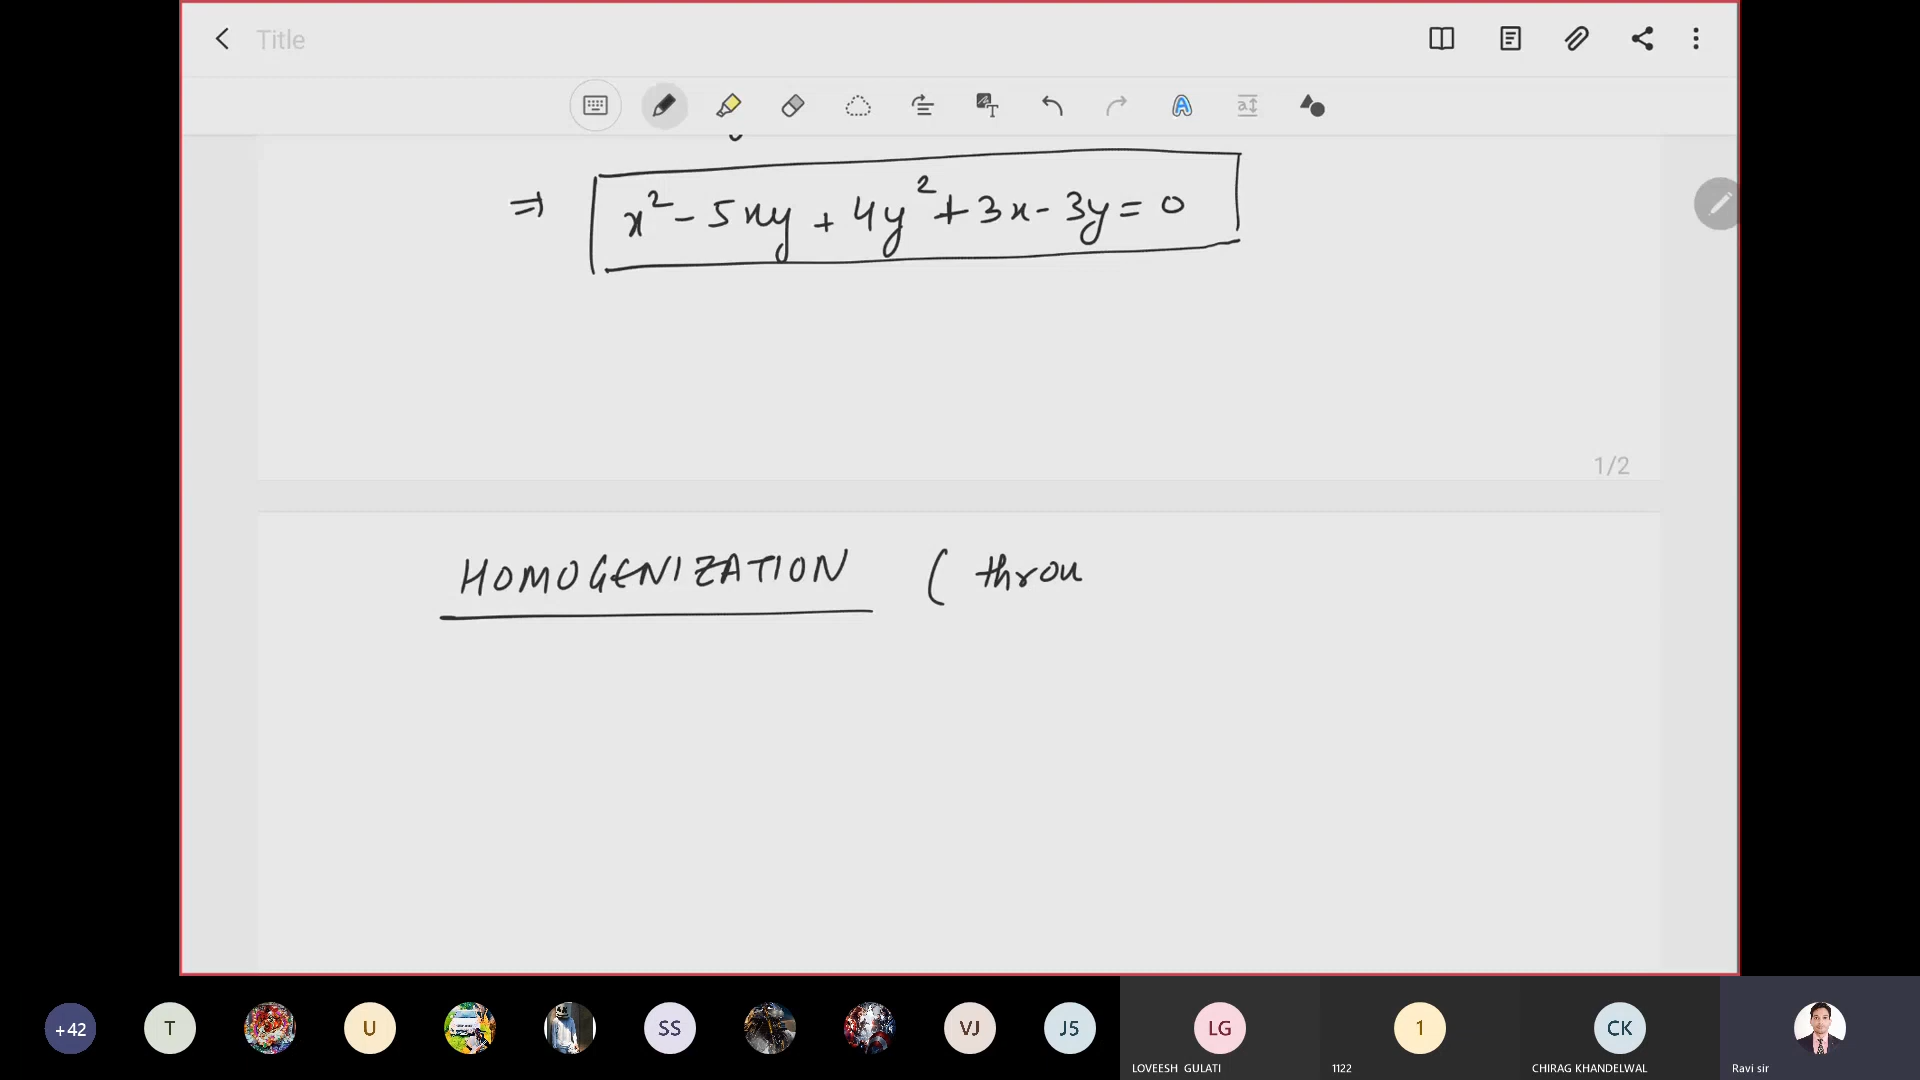 Title
⇒ x² - 5xy + 4y² + 3x - 3y = 0
1/2
HOMOGENIZATION ( throu
+42 T U SS VJ J5 LG 1 CK
LOVEESH GULATI 1122 CHIRAG KHANDELWAL Ravi sir